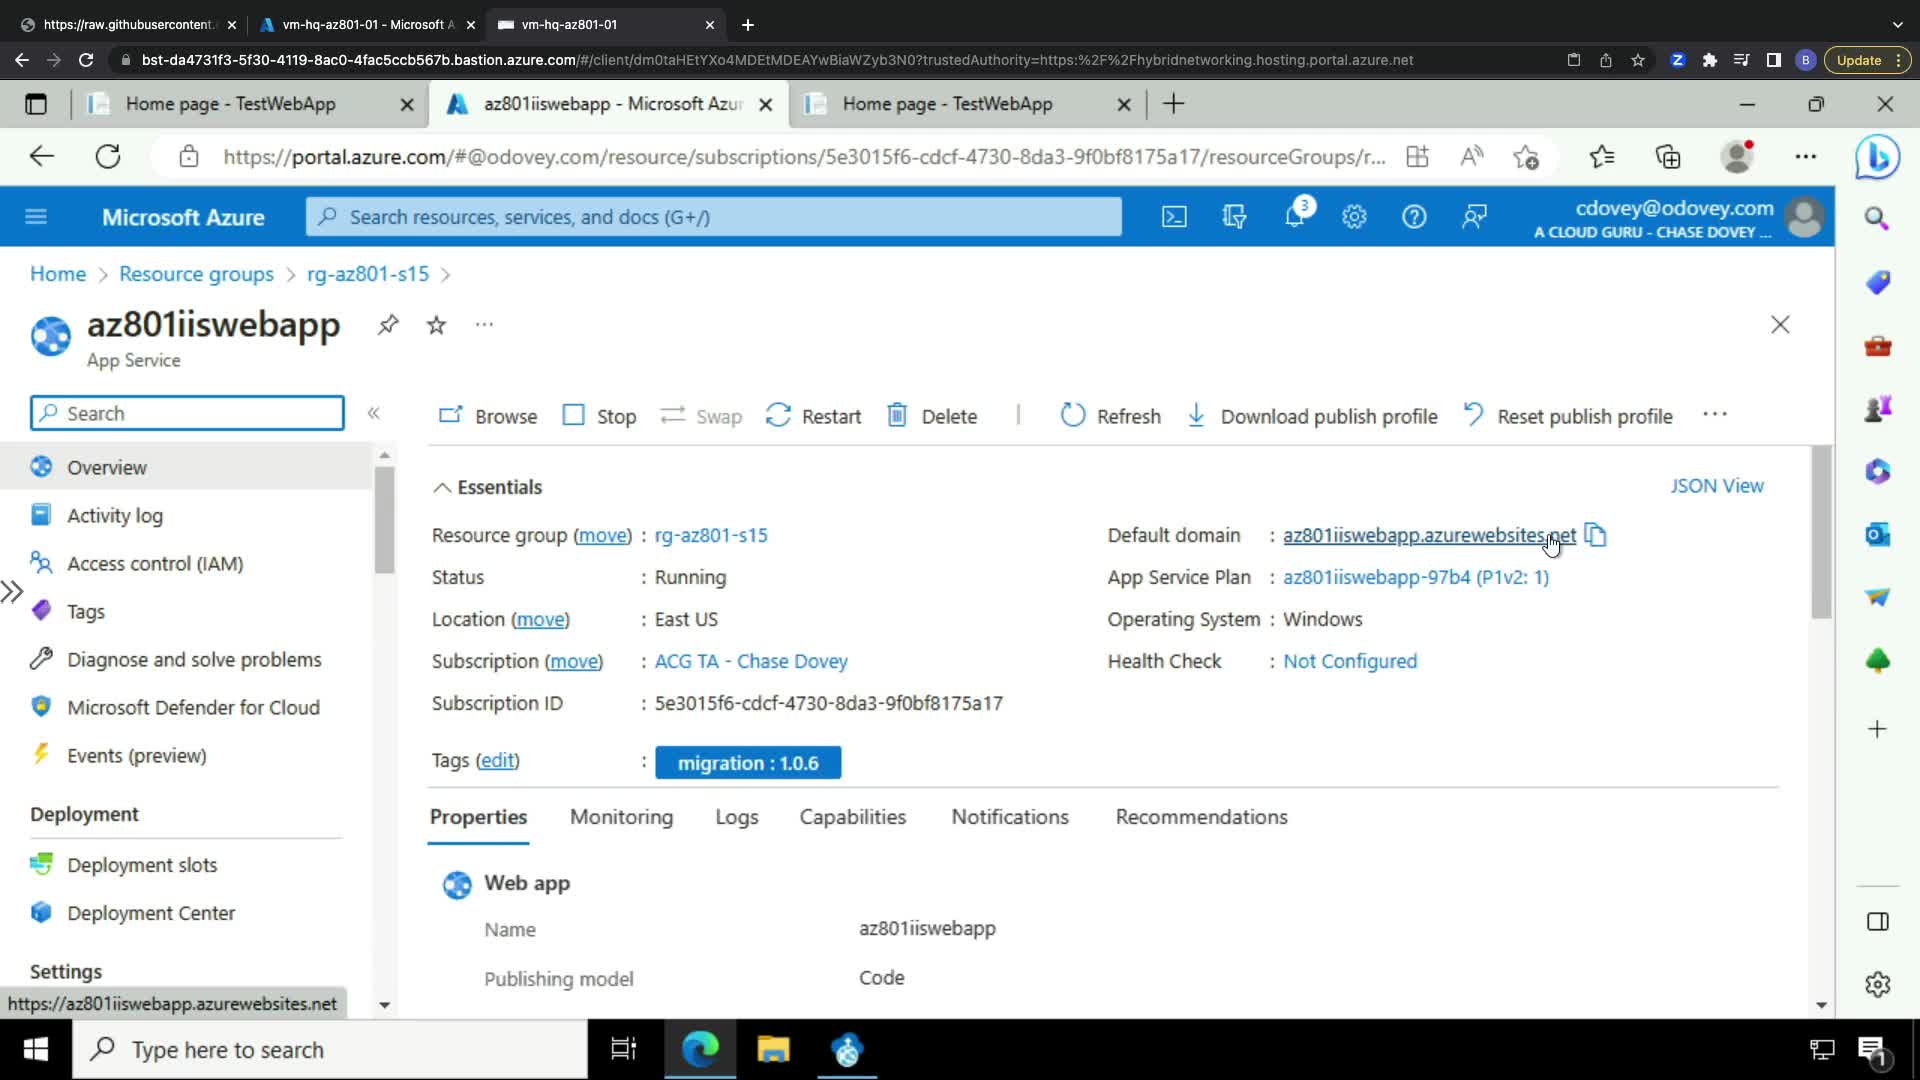 https://raw.githubusercontent.
vm-hq-az801-01 - Microsoft A
vm-hq-az801-01
bst-da4731f3-5f30-4119-8ac0-4fac5ccb567b.bastion.azure.com/#/client/dm0taHEtYXo4MDEtMDEAYwBiaWZyb3N0?trustedAuthority=https:%2F%2Fhybridnetworking.hosting.portal.azure.net
B
Update
Home page - TestWebApp
az801iiswebapp - Microsoft Azur
Home page - TestWebApp
https://portal.azure.com/#@odovey.com/resource/subscriptions/5e3015f6-cdcf-4730-8da3-9f0bf8175a17/resourceGroups/r...
Microsoft Azure
Search resources, services, and docs (G+/)
3
cdovey@odovey.com
A CLOUD GURU - CHASE DOVEY ...
Home > Resource groups > rg-az801-s15 >
az801iiswebapp
App Service
Search
Browse
Stop
Swap
Restart
Delete
Refresh
Download publish profile
Reset publish profile
Overview
Activity log
Access control (IAM)
Tags
Diagnose and solve problems
Microsoft Defender for Cloud
Events (preview)
Deployment
Deployment slots
Deployment Center
Settings
https://az801iiswebapp.azurewebsites.net
Essentials
JSON View
Resource group (move) : rg-az801-s15
Status : Running
Location (move) : East US
Subscription (move) : ACG TA - Chase Dovey
Subscription ID : 5e3015f6-cdcf-4730-8da3-9f0bf8175a17
Default domain : az801iiswebapp.azurewebsites.net
App Service Plan : az801iiswebapp-97b4 (P1v2: 1)
Operating System : Windows
Health Check : Not Configured
Tags (edit) : migration : 1.0.6
Properties
Monitoring
Logs
Capabilities
Notifications
Recommendations
Web app
Name az801iiswebapp
Publishing model Code
Type here to search
1